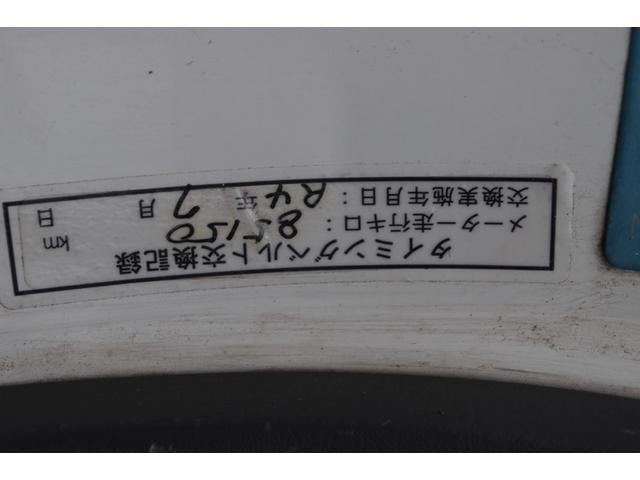 タイミングベルト交換記録
メーター走行キロ: 85150 km
交換実施年月日: R4年 7月 日